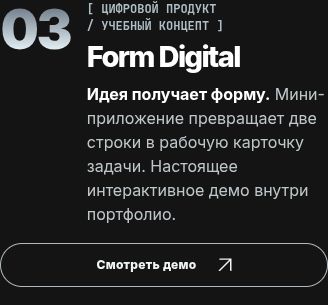 03
[ ЦИФРОВОЙ ПРОДУКТ
/ УЧЕБНЫЙ КОНЦЕПТ ]
Form Digital
Идея получает форму. Мини-
приложение превращает две
строки в рабочую карточку
задачи. Настоящее
интерактивное демо внутри
портфолио.
Смотреть демо